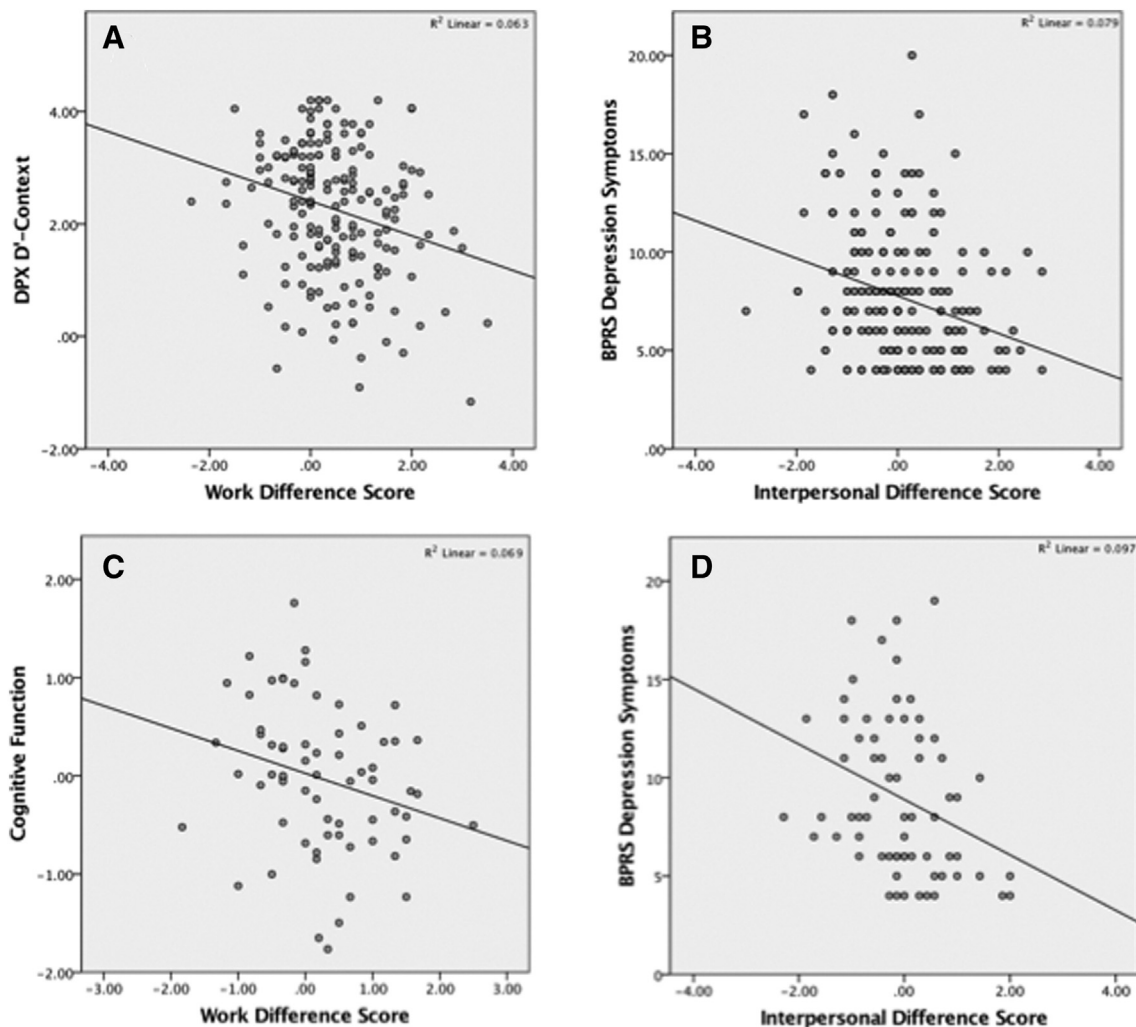 A
R² Linear = 0.063
4.00
2.00
.00
-2.00
DPX D'-Context
-4.00 -2.00 .00 2.00 4.00
Work Difference Score
B
R² Linear = 0.079
20.00
15.00
10.00
5.00
.00
BPRS Depression Symptoms
-4.00 -2.00 .00 2.00 4.00
Interpersonal Difference Score
C
R² Linear = 0.069
2.00
1.00
.00
-1.00
-2.00
Cognitive Function
-3.00 -2.00 -1.00 .00 1.00 2.00 3.00
Work Difference Score
D
R² Linear = 0.097
20
15
10
5
0
BPRS Depression Symptoms
-4.00 -2.00 .00 2.00 4.00
Interpersonal Difference Score